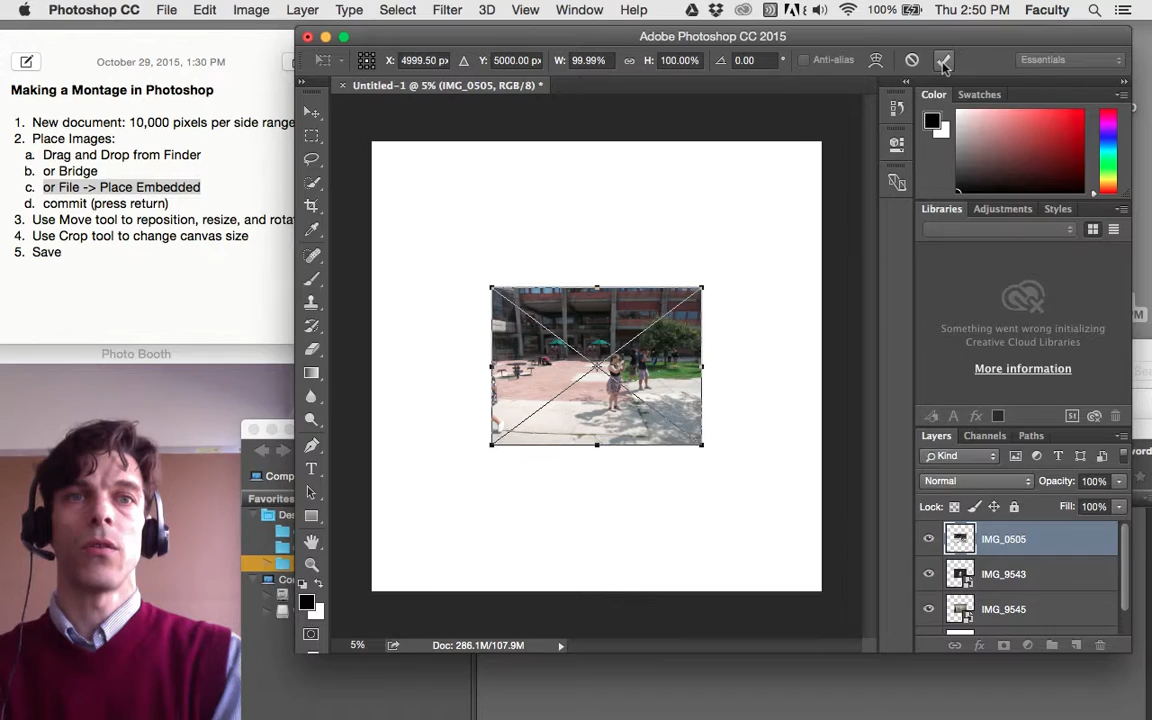 Photoshop CC File Edit Image Layer Type Select Filter 3D View Window Help 100% Thu 2:50 PM Faculty
October 29, 2015, 1:30 PM
Making a Montage in Photoshop
1. New document: 10,000 pixels per side range
2. Place Images:
a. Drag and Drop from Finder
b. or Bridge
c. or File -> Place Embedded
d. commit (press return)
3. Use Move tool to reposition, resize, and rota
4. Use Crop tool to change canvas size
5. Save
Photo Booth
Comp
Favorites
Des
Co
Adobe Photoshop CC 2015
X: 4999.50 px Y: 5000.00 px W: 99.99% H: 100.00% 0.00 ° Anti-alias Essentials
Untitled-1 @ 5% (IMG_0505, RGB/8) *
Color Swatches
Libraries Adjustments Styles
Something went wrong initializing
Creative Cloud Libraries
More information
St
Layers Channels Paths
Kind
Normal Opacity: 100%
Lock: Fill: 100%
IMG_0505
IMG_9543
IMG_9545
5% Doc: 286.1M/107.9M
PM
word